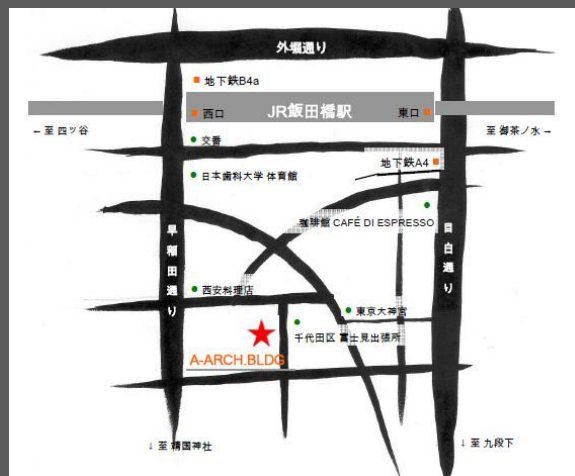 外堀通り
地下鉄B4a
西口
JR飯田橋駅
東口
← 至 四ッ谷
至 御茶ノ水 →
交番
地下鉄A4
日本歯科大学 体育館
珈琲館 CAFÉ DI ESPRESSO
早稲田通り
目白通り
西安料理店
東京大神宮
千代田区 富士見出張所
A-ARCH.BLDG
↓ 至 靖国神社
↓ 至 九段下